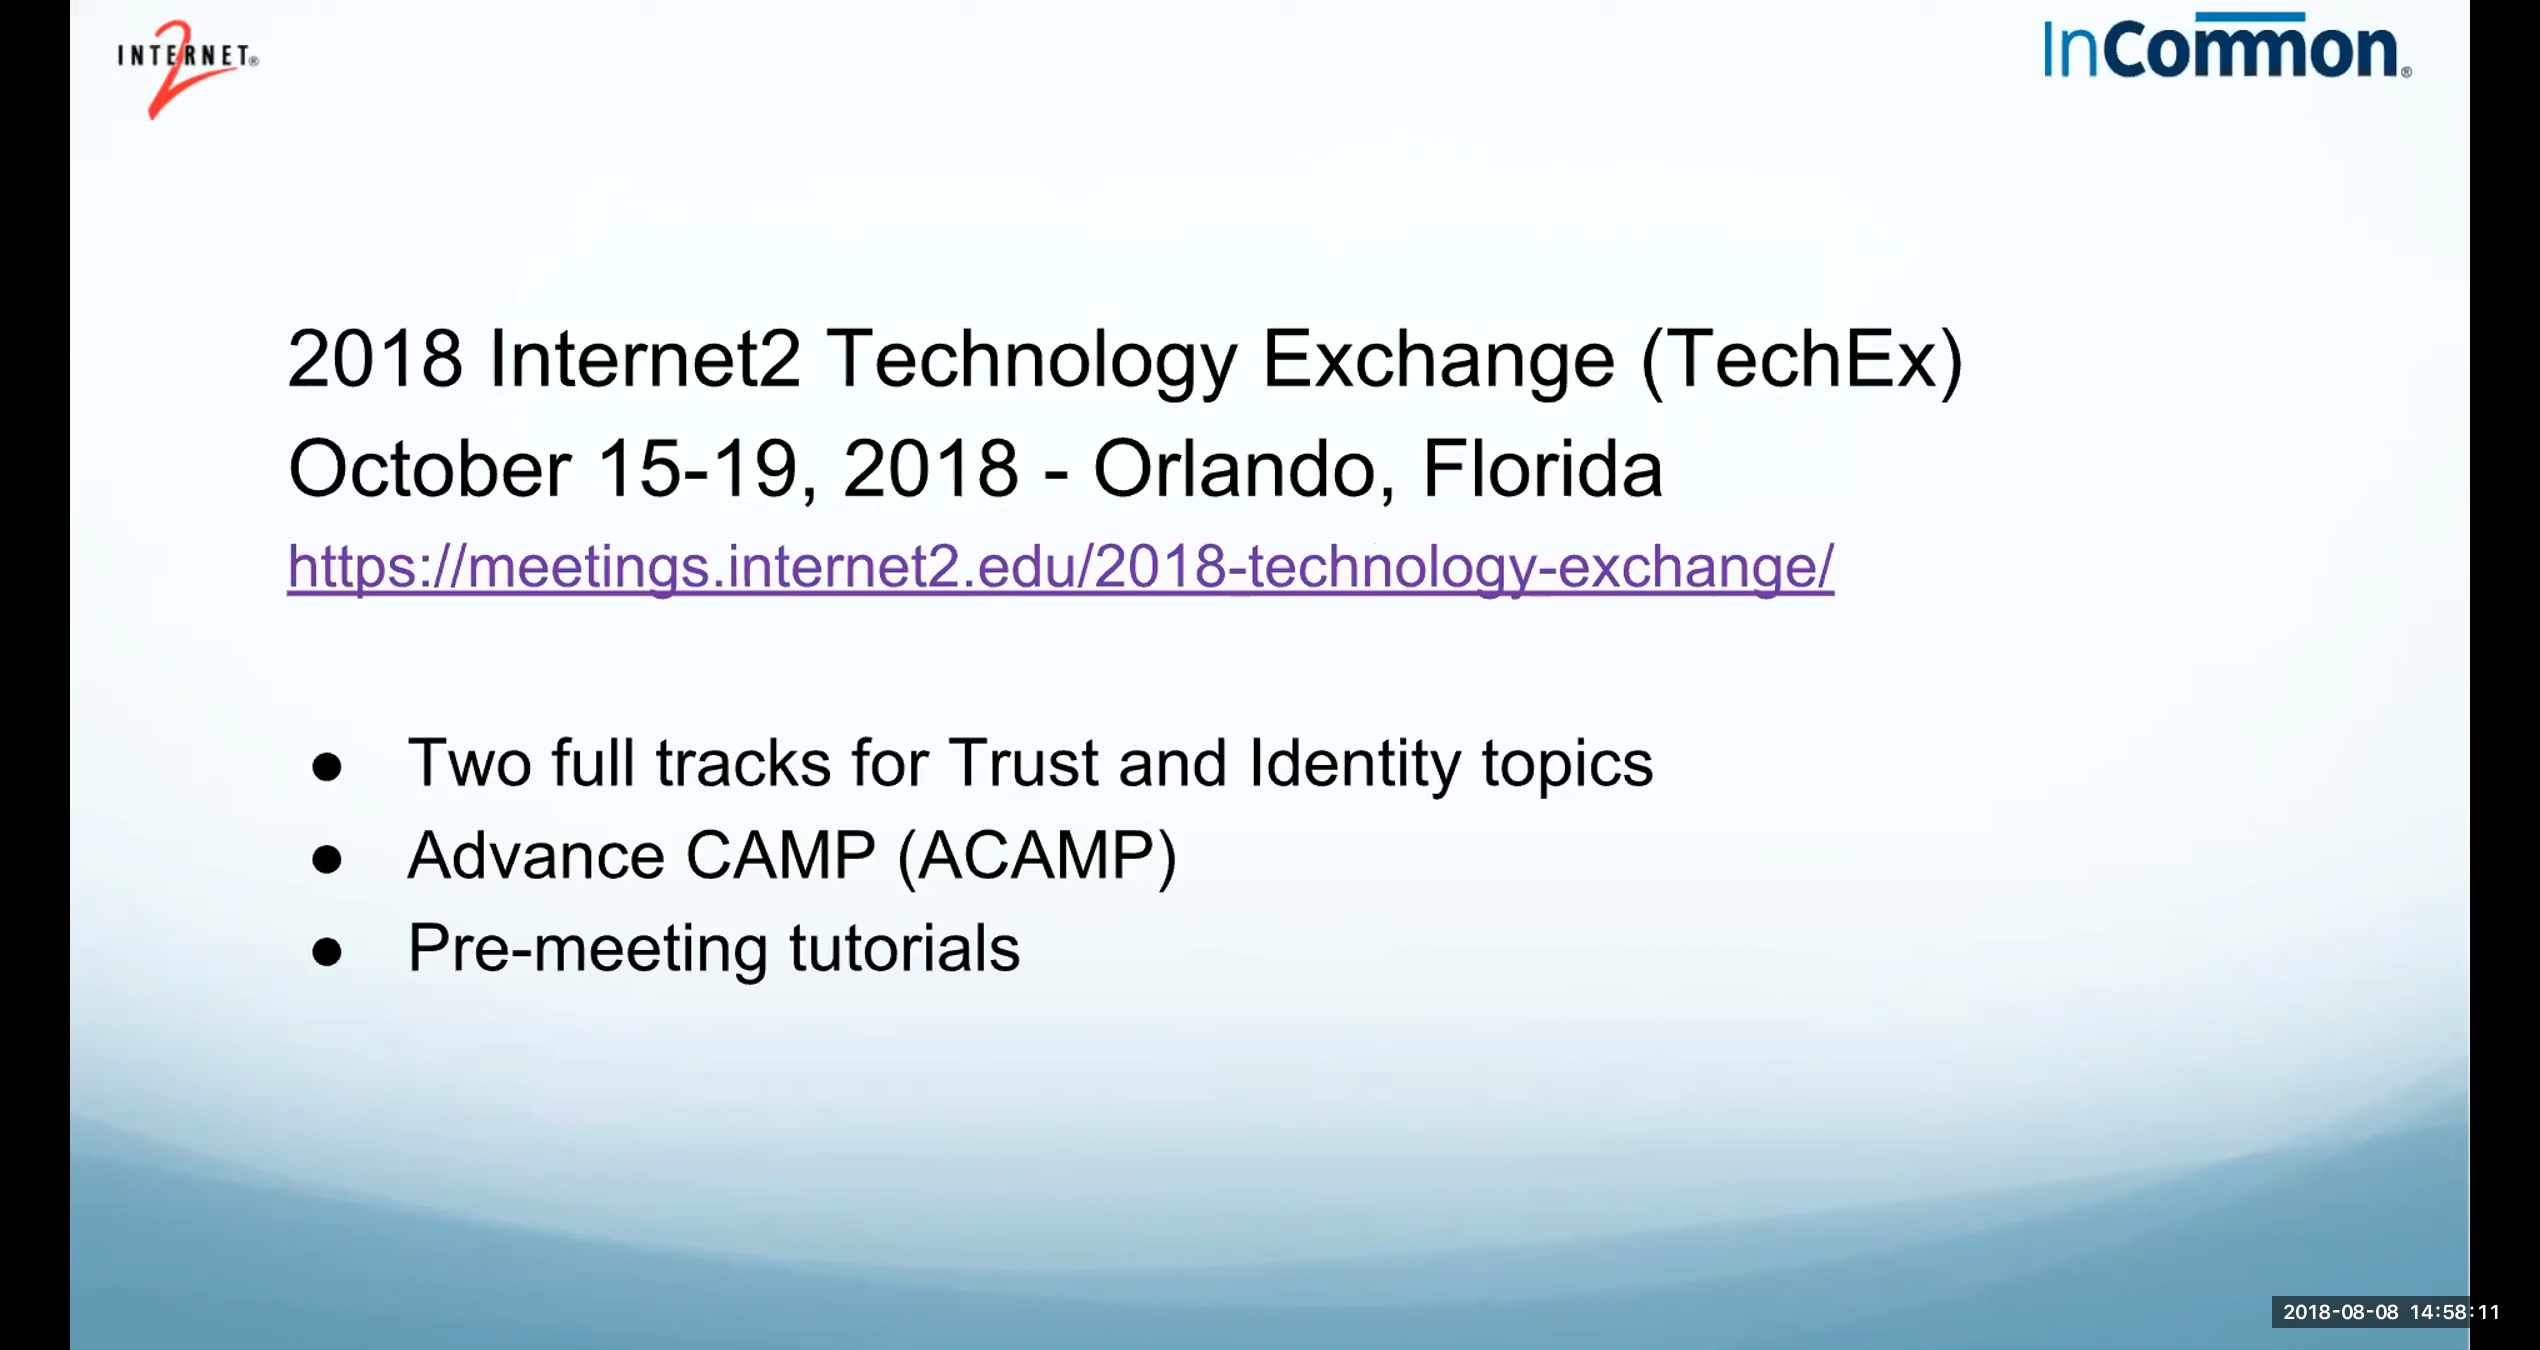 INTERNET®
2
InCommon®
2018 Internet2 Technology Exchange (TechEx)
October 15-19, 2018 - Orlando, Florida
https://meetings.internet2.edu/2018-technology-exchange/
● Two full tracks for Trust and Identity topics
● Advance CAMP (ACAMP)
● Pre-meeting tutorials
2018-08-08 14:58:11